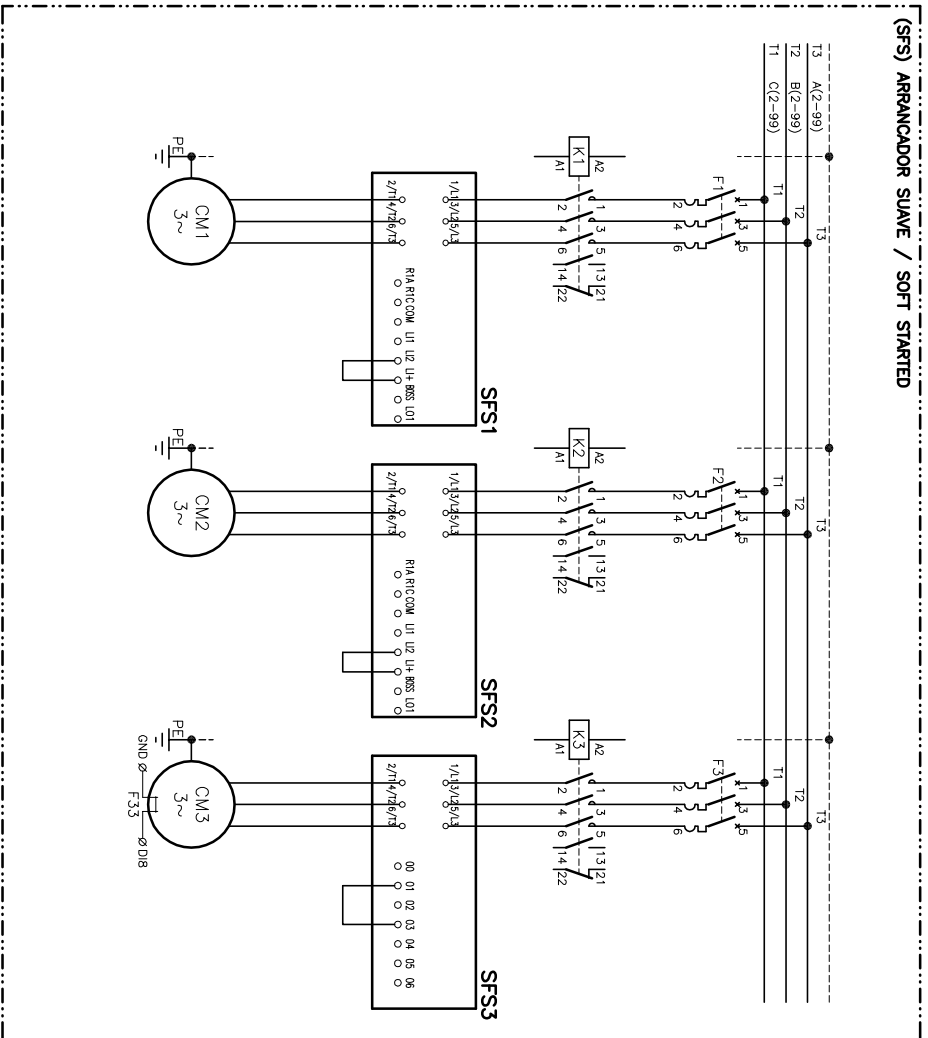 (SFS) ARRANCADOR SUAVE / SOFT STARTED
T3 A(2-99)
T2 B(2-99)
T1 C(2-99)
T1 T2 T3
F1
1 3 5
2 4 6
K1
A2
A1
1 3 5 13 21
2 4 6 14 22
SFS1
1/L1 3/L2 5/L3
2/T1 4/T2 6/T3
R1A R1C COM LI1 LI2 LI+ BOSS LO1
PE
CM1
3~
T1 T2 T3
F2
1 3 5
2 4 6
K2
A2
A1
1 3 5 13 21
2 4 6 14 22
SFS2
1/L1 3/L2 5/L3
2/T1 4/T2 6/T3
R1A R1C COM LI1 LI2 LI+ BOSS LO1
PE
CM2
3~
T1 T2 T3
F3
1 3 5
2 4 6
K3
A2
A1
1 3 5 13 21
2 4 6 14 22
SFS3
1/L1 3/L2 5/L3
2/T1 4/T2 6/T3
00 01 02 03 04 05 06
PE
CM3
3~
GND Ø
F33
Ø DI8